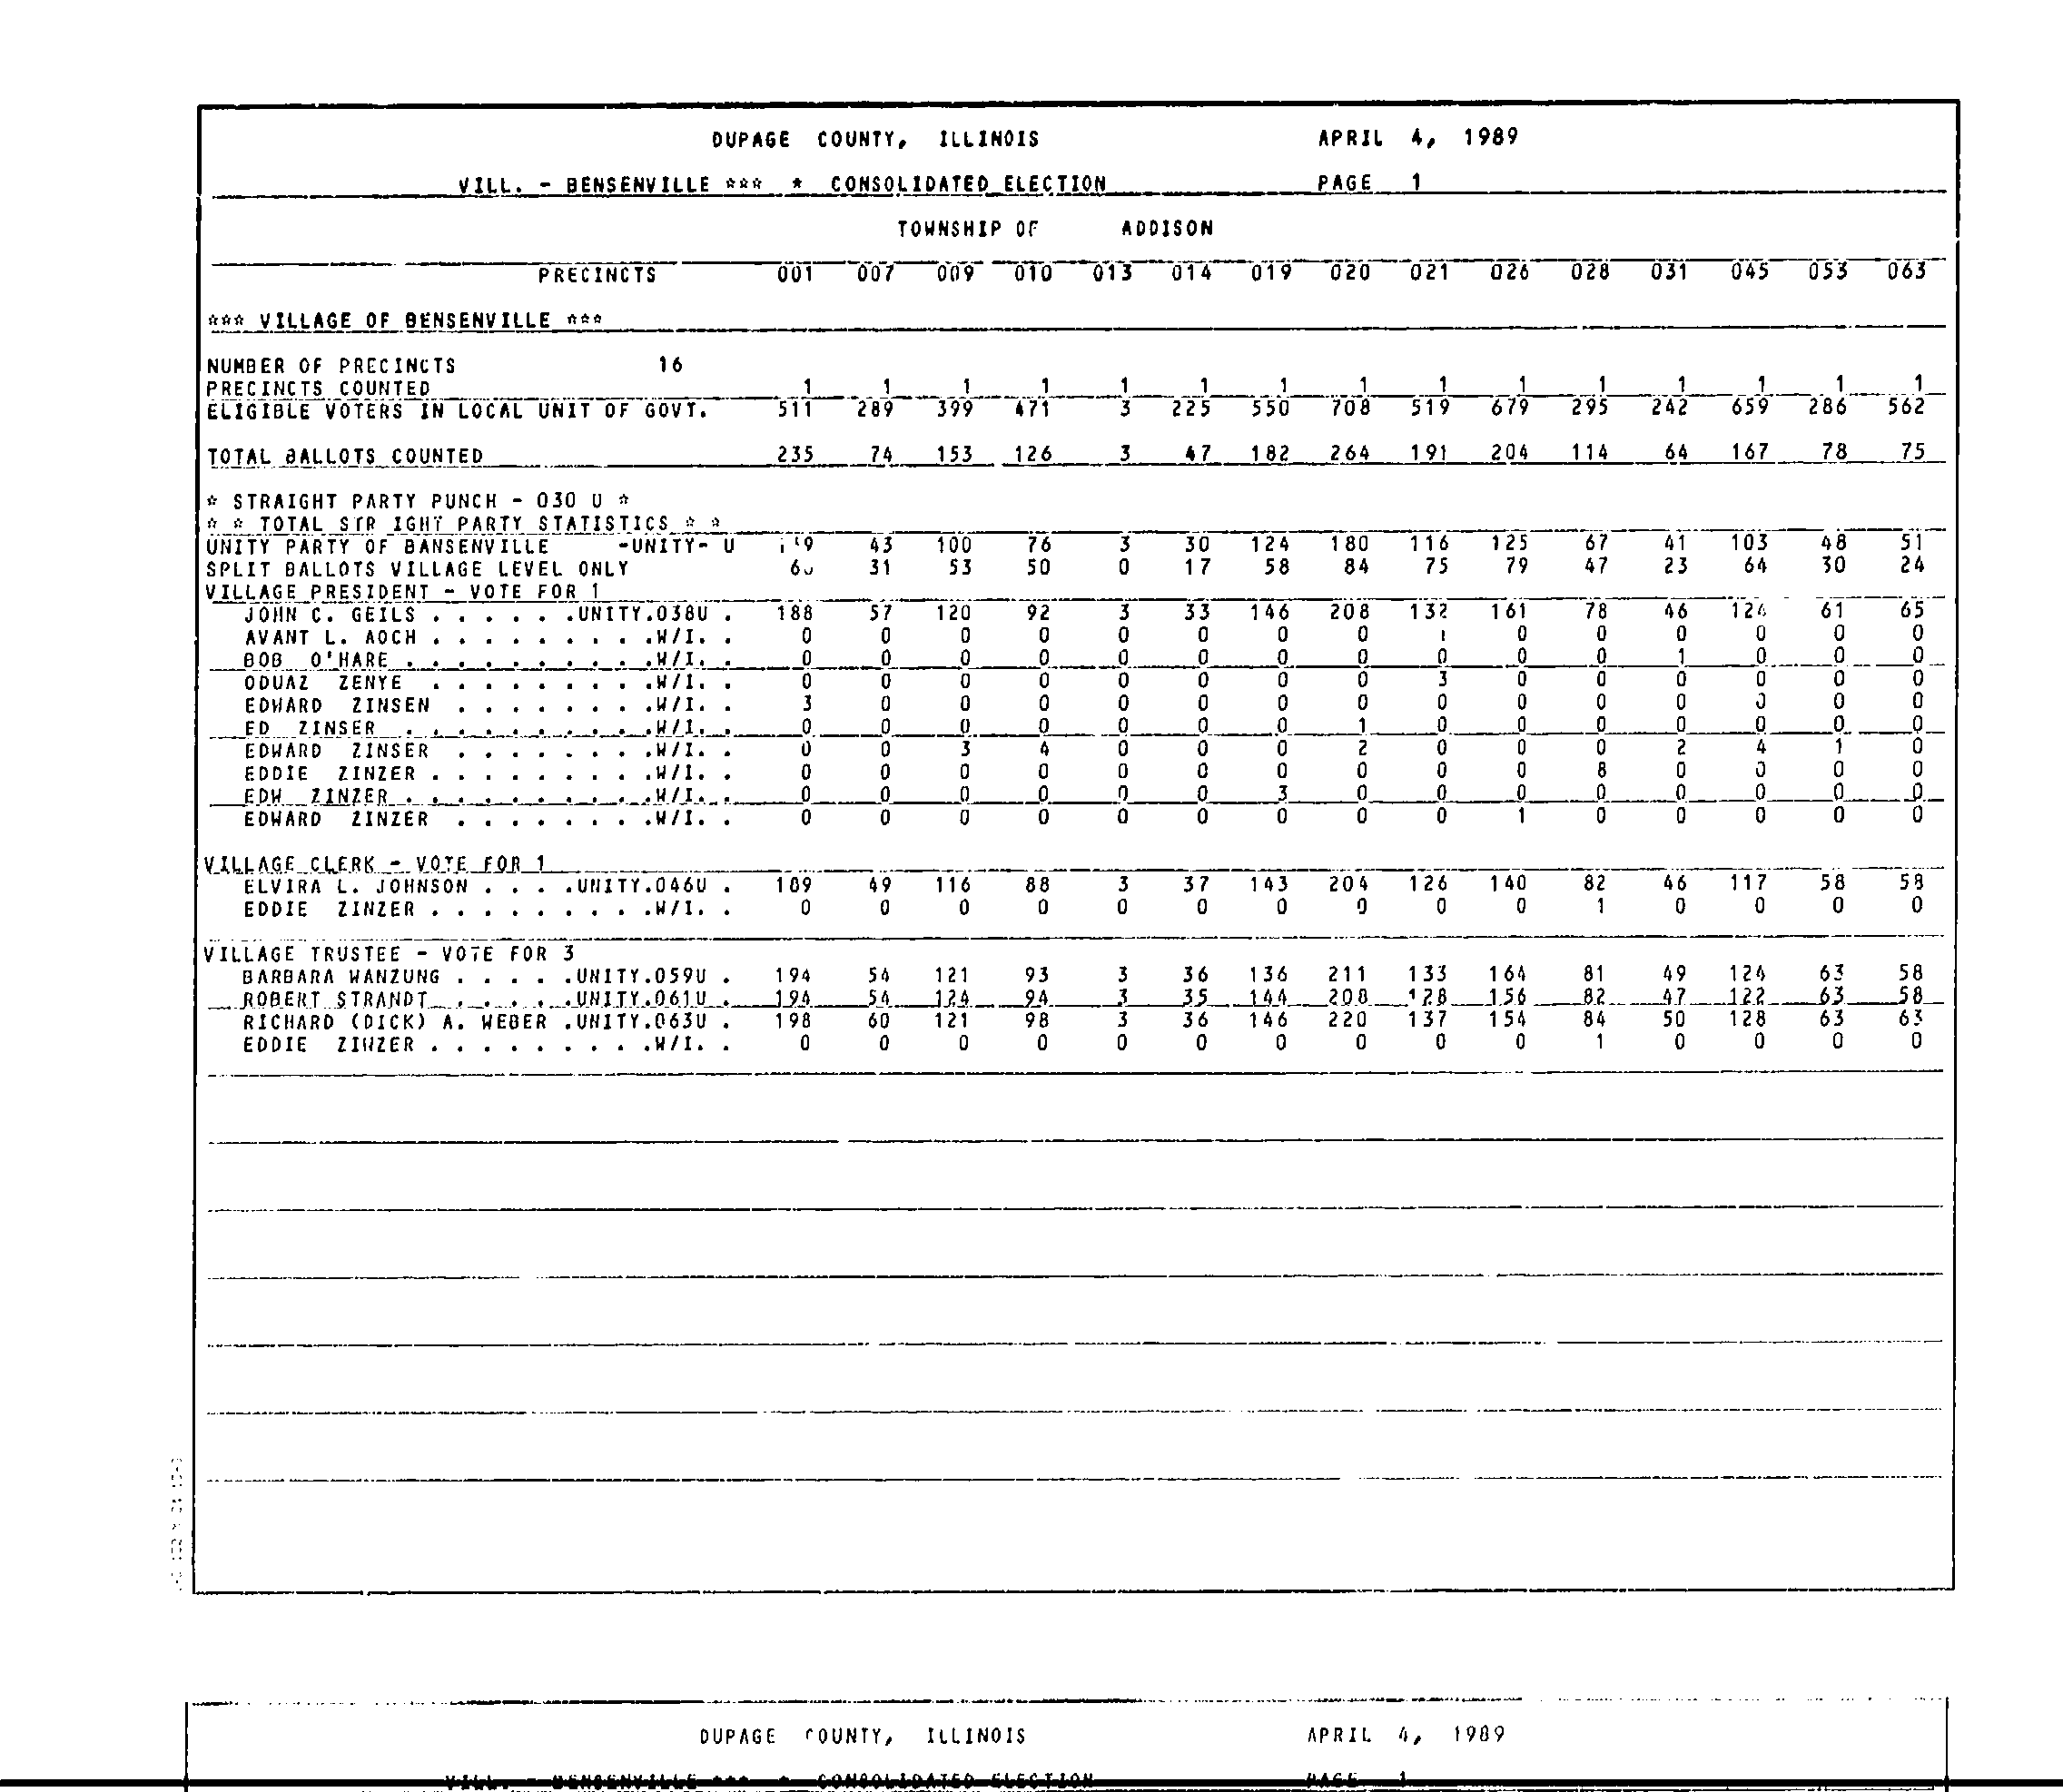 DUPAGE COUNTY, ILLINOIS APRIL 4, 1989
VILL. - BENSENVILLE *** * CONSOLIDATED ELECTION PAGE 1
TOWNSHIP OF ADDISON
PRECINCTS 001 007 009 010 013 014 019 020 021 026 028 031 045 053 063
*** VILLAGE OF BENSENVILLE ***
NUMBER OF PRECINCTS 16
PRECINCTS COUNTED 1 1 1 1 1 1 1 1 1 1 1 1 1 1 1
ELIGIBLE VOTERS IN LOCAL UNIT OF GOVT. 511 289 399 471 3 225 550 708 519 679 295 242 659 286 562
TOTAL BALLOTS COUNTED 235 74 153 126 3 47 182 264 191 204 114 64 167 78 75
* STRAIGHT PARTY PUNCH - 030 U *
* * TOTAL STR IGHT PARTY STATISTICS * *
UNITY PARTY OF BANSENVILLE -UNITY- U 43 100 76 3 30 124 180 116 125 67 41 103 48 51
SPLIT BALLOTS VILLAGE LEVEL ONLY 31 53 50 0 17 58 84 75 79 47 23 64 30 24
VILLAGE PRESIDENT - VOTE FOR 1
JOHN C. GEILS . . . . . .UNITY.038U . 188 57 120 92 3 33 146 208 132 161 78 46 124 61 65
AVANT L. AOCH . . . . . . . . .W/I. . 0 0 0 0 0 0 0 0 1 0 0 0 0 0 0
BOB O'HARE . . . . . . . . . .W/I. . 0 0 0 0 0 0 0 0 0 0 0 1 0 0 0
ODUAZ ZENYE . . . . . . . . .W/I. . 0 0 0 0 0 0 0 0 3 0 0 0 0 0 0
EDWARD ZINSEN . . . . . . . .W/I. . 3 0 0 0 0 0 0 0 0 0 0 0 0 0 0
ED ZINSER . . . . . . . . . .W/I. . 0 0 0 0 0 0 0 1 0 0 0 0 0 0 0
EDWARD ZINSER . . . . . . . .W/I. . 0 0 3 4 0 0 0 2 0 0 0 2 4 1 0
EDDIE ZINZER . . . . . . . . .W/I. . 0 0 0 0 0 0 0 0 0 0 8 0 0 0 0
EDW ZINZER . . . . . . . . . .W/I. . 0 0 0 0 0 0 3 0 0 0 0 0 0 0 0
EDWARD ZINZER . . . . . . . .W/I. . 0 0 0 0 0 0 0 0 0 1 0 0 0 0 0
VILLAGE CLERK - VOTE FOR 1
ELVIRA L. JOHNSON . . . .UNITY.046U . 189 49 116 88 3 37 143 204 126 140 82 46 117 58 58
EDDIE ZINZER . . . . . . . . .W/I. . 0 0 0 0 0 0 0 0 0 0 1 0 0 0 0
VILLAGE TRUSTEE - VOTE FOR 3
BARBARA WANZUNG . . . . .UNITY.059U . 194 54 121 93 3 36 136 211 133 164 81 49 124 63 58
ROBERT STRANDT . . . . . .UNITY.061U . 194 54 124 94 3 35 144 208 128 156 82 47 122 63 58
RICHARD (DICK) A. WEBER .UNITY.063U . 198 60 121 98 3 36 146 220 137 154 84 50 128 63 63
EDDIE ZINZER . . . . . . . . .W/I. . 0 0 0 0 0 0 0 0 0 0 1 0 0 0 0
DUPAGE COUNTY, ILLINOIS APRIL 4, 1989
VILL. - BENSENVILLE *** * CONSOLIDATED ELECTION PAGE 1